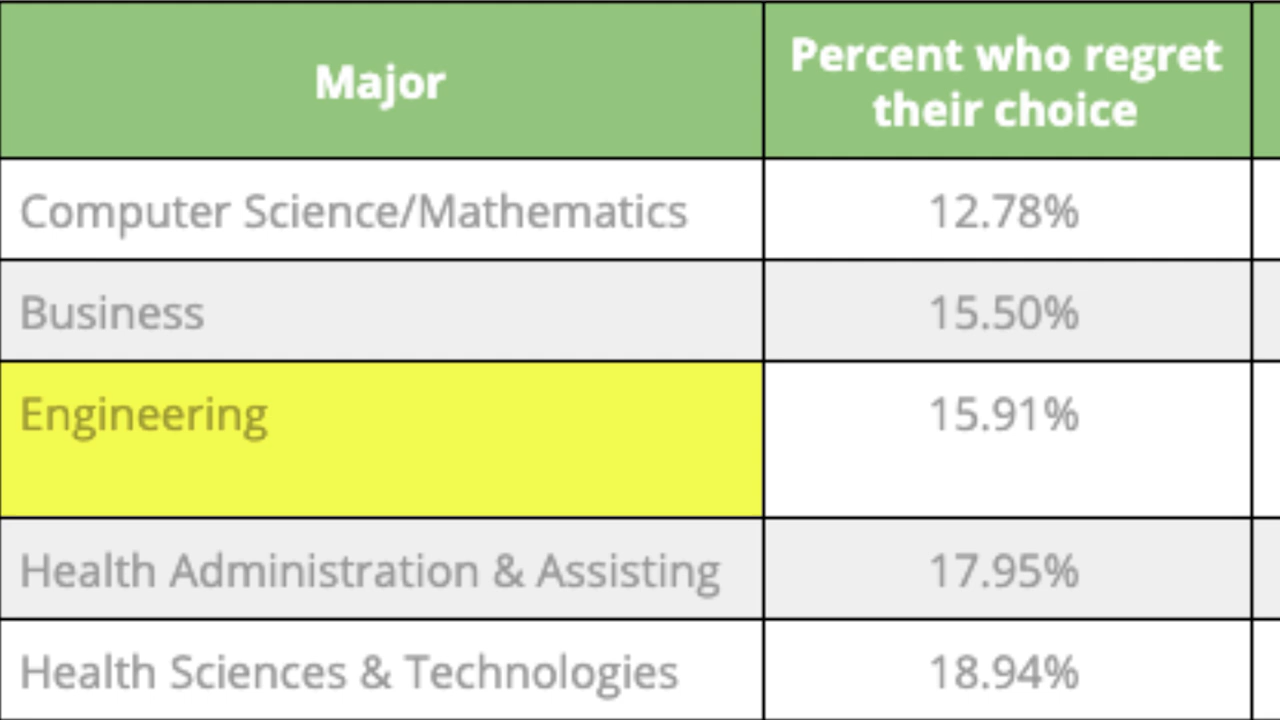 Major
Percent who regret
their choice
Computer Science/Mathematics 12.78%
Business 15.50%
Engineering 15.91%
Health Administration & Assisting 17.95%
Health Sciences & Technologies 18.94%